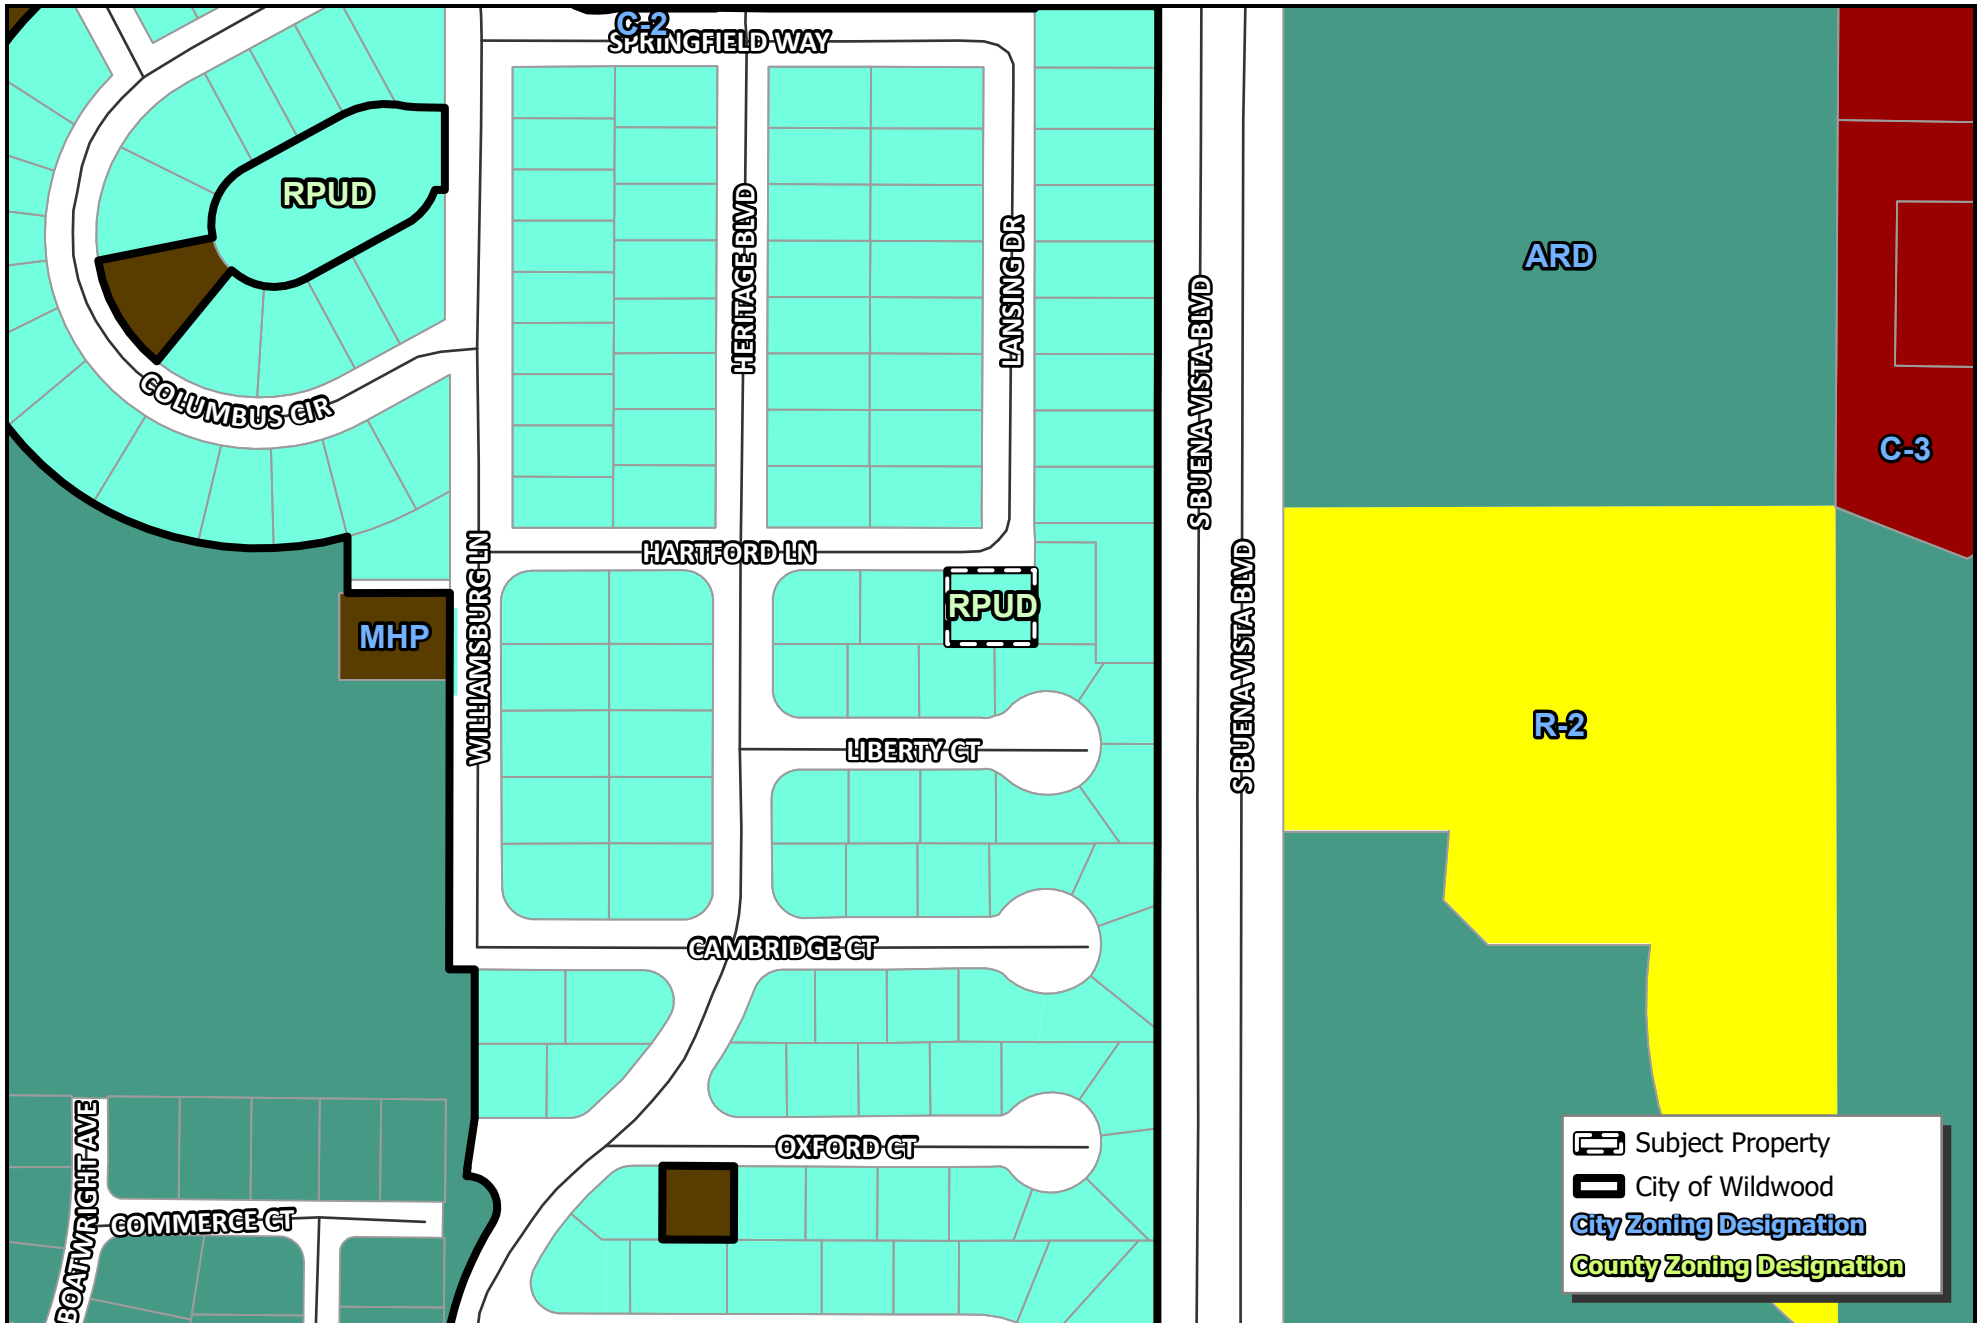 C-2
SPRINGFIELD WAY
RPUD
HERITAGE BLVD
LANSING DR
S BUENA VISTA BLVD
ARD
C-3
COLUMBUS CIR
HARTFORD LN
WILLIAMSBURG LN
RPUD
MHP
S BUENA VISTA BLVD
R-2
LIBERTY CT
CAMBRIDGE CT
OXFORD CT
BOATWRIGHT AVE
COMMERCE CT
Subject Property
City of Wildwood
City Zoning Designation
County Zoning Designation